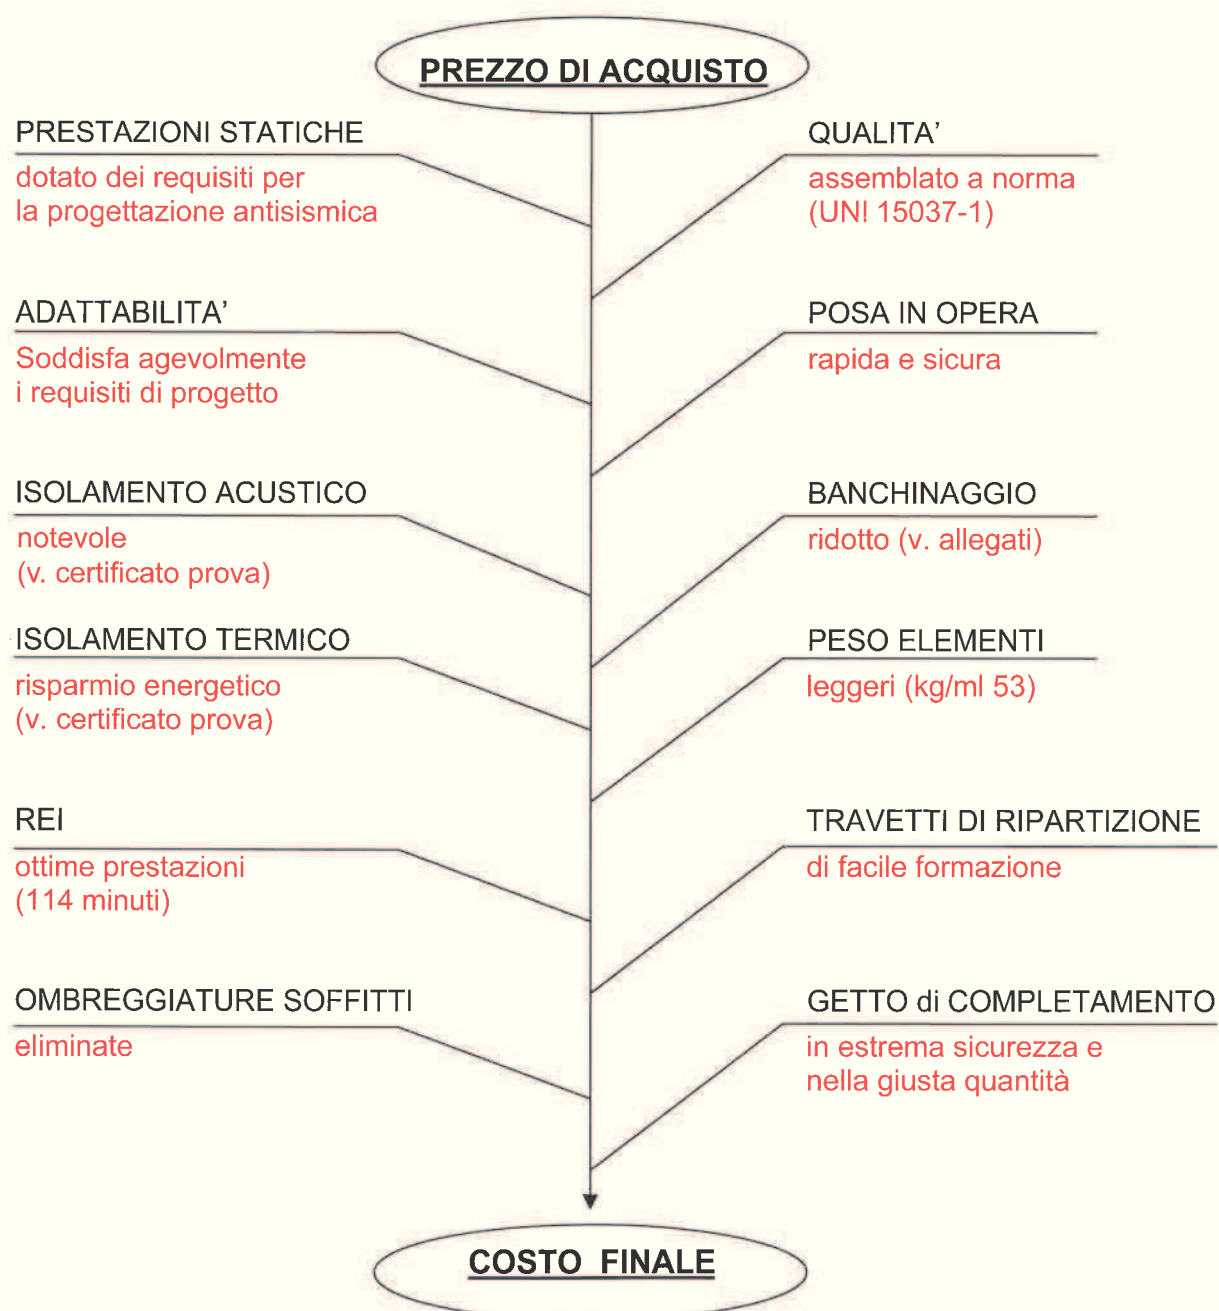 PREZZO DI ACQUISTO
PRESTAZIONI STATICHE
dotato dei requisiti per
la progettazione antisismica
QUALITA’
assemblato a norma
(UNI 15037-1)
ADATTABILITA’
Soddisfa agevolmente
i requisiti di progetto
POSA IN OPERA
rapida e sicura
ISOLAMENTO ACUSTICO
notevole
(v. certificato prova)
BANCHINAGGIO
ridotto (v. allegati)
ISOLAMENTO TERMICO
risparmio energetico
(v. certificato prova)
PESO ELEMENTI
leggeri (kg/ml 53)
REI
ottime prestazioni
(114 minuti)
TRAVETTI DI RIPARTIZIONE
di facile formazione
OMBREGGIATURE SOFFITTI
eliminate
GETTO di COMPLETAMENTO
in estrema sicurezza e
nella giusta quantità
COSTO FINALE